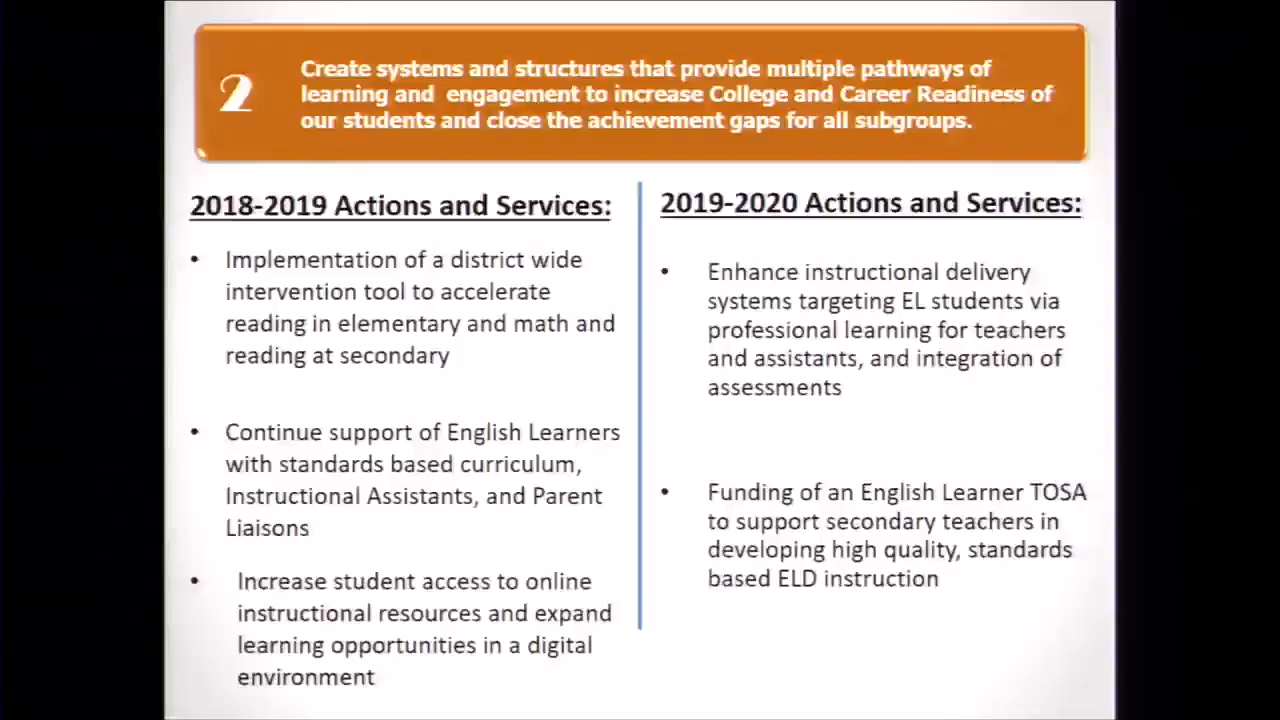 2
Create systems and structures that provide multiple pathways of
learning and engagement to increase College and Career Readiness of
our students and close the achievement gaps for all subgroups.
2018-2019 Actions and Services:
• Implementation of a district wide
intervention tool to accelerate
reading in elementary and math and
reading at secondary
• Continue support of English Learners
with standards based curriculum,
Instructional Assistants, and Parent
Liaisons
• Increase student access to online
instructional resources and expand
learning opportunities in a digital
environment
2019-2020 Actions and Services:
• Enhance instructional delivery
systems targeting EL students via
professional learning for teachers
and assistants, and integration of
assessments
• Funding of an English Learner TOSA
to support secondary teachers in
developing high quality, standards
based ELD instruction